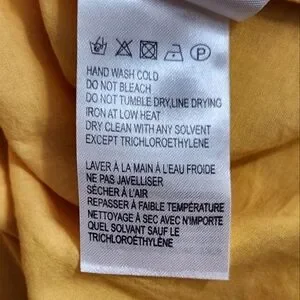 HAND WASH COLD
DO NOT BLEACH
DO NOT TUMBLE DRY,LINE DRYING
IRON AT LOW HEAT
DRY CLEAN WITH ANY SOLVENT
EXCEPT TRICHLOROETHYLENE
LAVER À LA MAIN À L'EAU FROIDE
NE PAS JAVELLISER
SÉCHER À L'AIR
REPASSER À FAIBLE TEMPÉRATURE
NETTOYAGE À SEC AVEC N'IMPORTE
QUEL SOLVANT SAUF LE
TRICHLOROÉTHYLÈNE